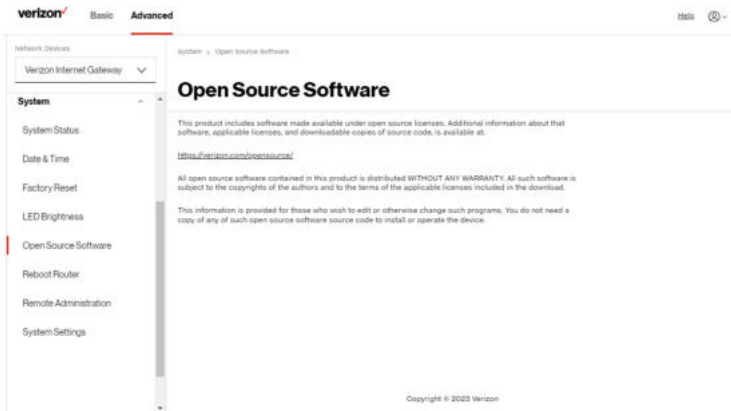 verizon Basic Advanced Help
Network Devices
Verizon Internet Gateway
System
System Status
Date & Time
Factory Reset
LED Brightness
Open Source Software
Reboot Router
Remote Administration
System Settings
System > Open Source Software
Open Source Software
This product includes software made available under open source licenses. Additional information about that
software, applicable licenses, and downloadable copies of source code, is available at:
https://verizon.com/opensource/
All open source software contained in this product is distributed WITHOUT ANY WARRANTY. All such software is
subject to the copyrights of the authors and to the terms of the applicable licenses included in the download.
This information is provided for those who wish to edit or otherwise change such programs. You do not need a
copy of any of such open source software source code to install or operate the device.
Copyright © 2023 Verizon